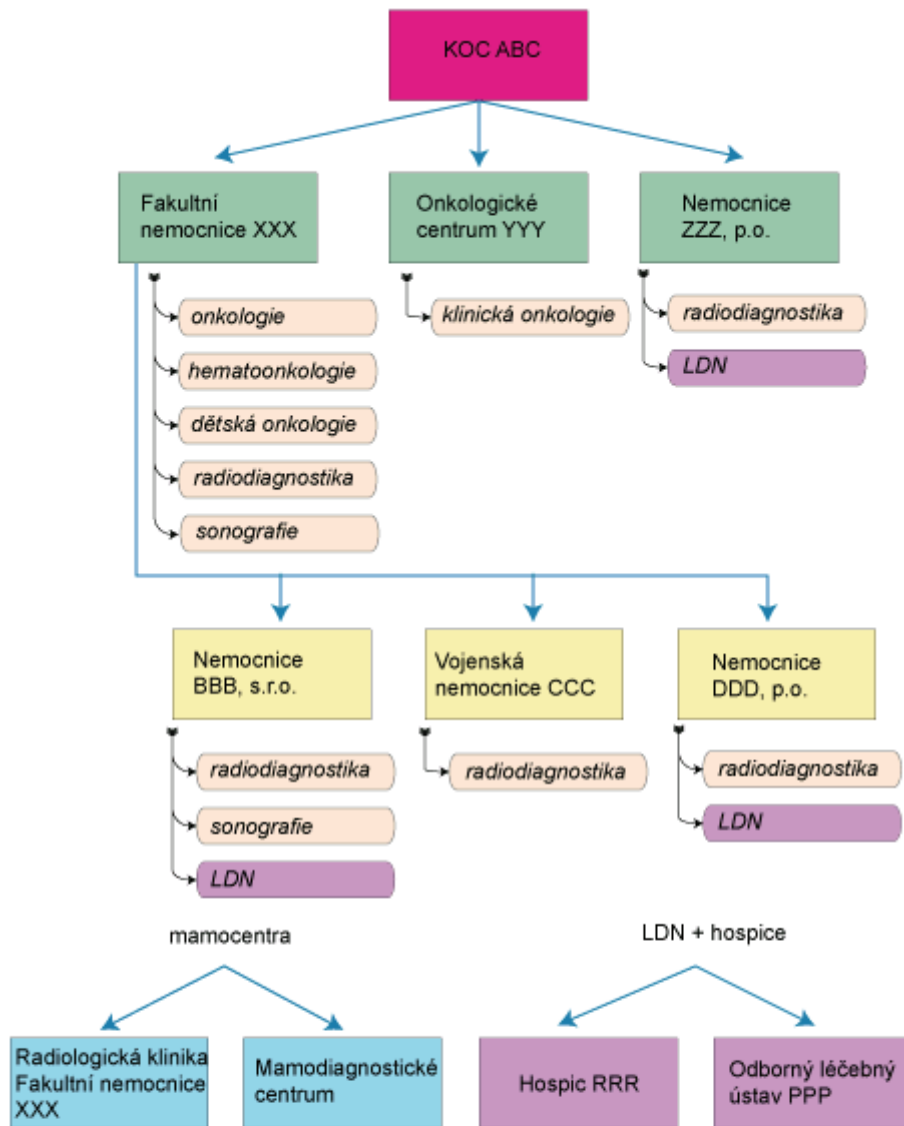 KOC ABC
Fakultní
nemocnice XXX
Onkologické
centrum YYY
Nemocnice
ZZZ, p.o.
onkologie
hematoonkologie
dětská onkologie
radiodiagnostika
sonografie
klinická onkologie
radiodiagnostika
LDN
Nemocnice
BBB, s.r.o.
Vojenská
nemocnice CCC
Nemocnice
DDD, p.o.
radiodiagnostika
sonografie
LDN
radiodiagnostika
radiodiagnostika
LDN
mamocentra
LDN + hospice
Radiologická klinika
Fakultní nemocnice
XXX
Mamodiagnostické
centrum
Hospic RRR
Odborný léčebný
ústav PPP